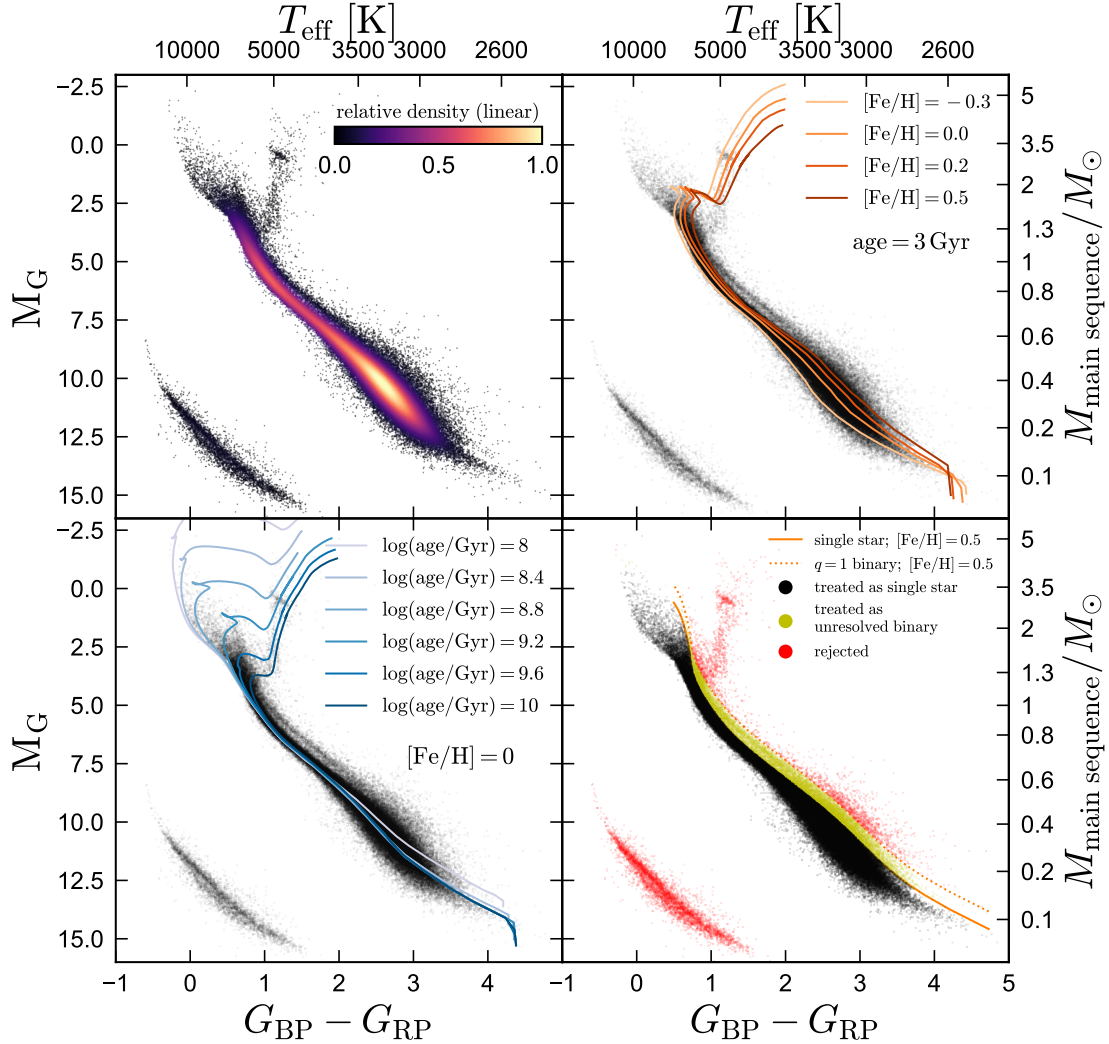 T_eff [K]
T_eff [K]
10000 5000 3500 3000 2600
10000 5000 3500 3000 2600
relative density (linear)
0.0 0.5 1.0
−2.5
0.0
2.5
5.0
7.5
10.0
12.5
15.0
M_G
[Fe/H] = −0.3
[Fe/H] = 0.0
[Fe/H] = 0.2
[Fe/H] = 0.5
age = 3 Gyr
5
3.5
2
1.3
1
0.8
0.6
0.4
0.2
0.1
M_main sequence/M_⊙
−2.5
0.0
2.5
5.0
7.5
10.0
12.5
15.0
M_G
log(age/Gyr) = 8
log(age/Gyr) = 8.4
log(age/Gyr) = 8.8
log(age/Gyr) = 9.2
log(age/Gyr) = 9.6
log(age/Gyr) = 10
[Fe/H] = 0
−1 0 1 2 3 4
G_BP − G_RP
single star; [Fe/H] = 0.5
q = 1 binary; [Fe/H] = 0.5
treated as single star
treated as
unresolved binary
rejected
5
3.5
2
1.3
1
0.8
0.6
0.4
0.2
0.1
M_main sequence/M_⊙
0 1 2 3 4 5
G_BP − G_RP